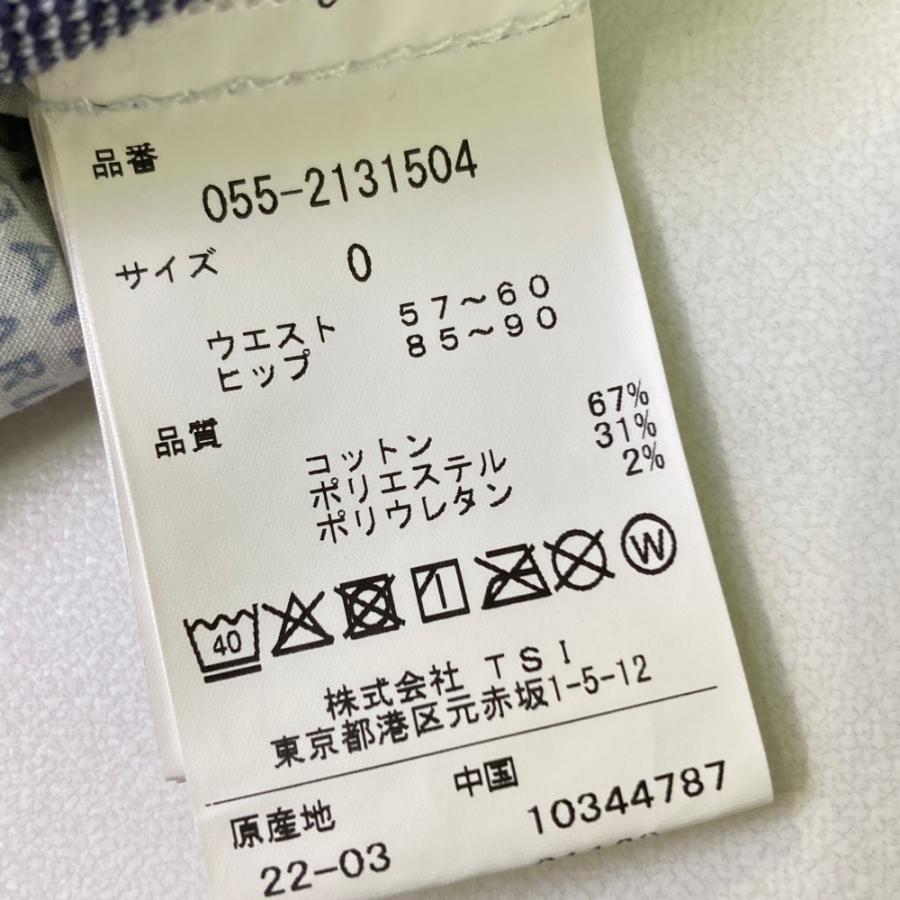 品番
055-2131504
サイズ 0
ウエスト 57～60
ヒップ 85～90
品質
コットン 67%
ポリエステル 31%
ポリウレタン 2%
40 W
株式会社 TSI
東京都港区元赤坂1-5-12
原産地 中国
22-03 10344787